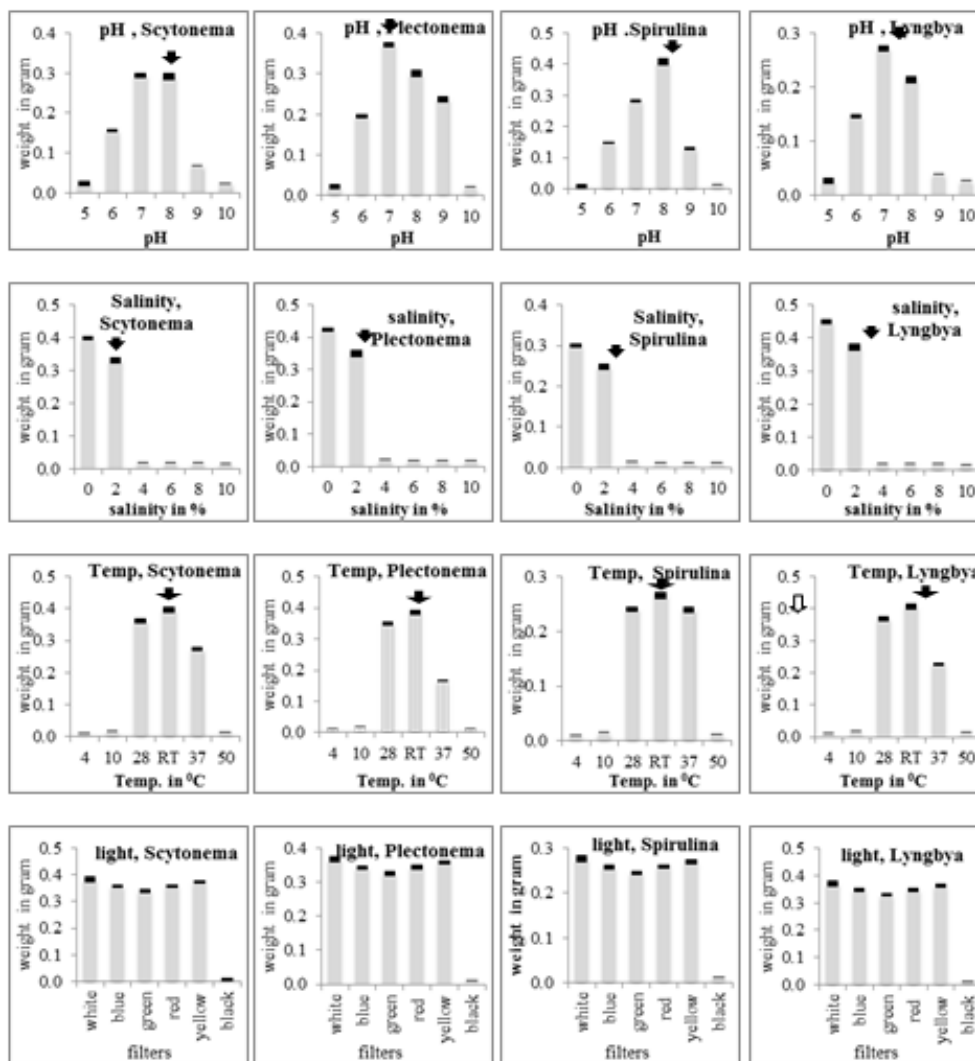 pH , Scytonema
weight in gram
0.4
0.3
0.2
0.1
0.0
5 6 7 8 9 10
pH
pH , Plectonema
weight in gram
0.4
0.3
0.2
0.1
0.0
5 6 7 8 9 10
pH
pH .Spirulina
weight in gram
0.5
0.4
0.3
0.2
0.1
0.0
5 6 7 8 9 10
pH
pH , Lyngbya
weight in gram
0.3
0.2
0.1
0.0
5 6 7 8 9 10
pH
Salinity,
Scytonema
weight in gram
0.5
0.4
0.3
0.2
0.1
0.0
0 2 4 6 8 10
salinity in %
salinity,
Plectonema
weight in gram
0.5
0.4
0.3
0.2
0.1
0.0
0 2 4 6 8 10
salinity in %
Salinity,
Spirulina
weight in gram
0.4
0.3
0.2
0.1
0.0
0 2 4 6 8 10
Salinity in %
salinity,
Lyngbya
weight in gram
0.5
0.4
0.3
0.2
0.1
0.0
0 2 4 6 8 10
salinity in %
Temp, Scytonema
weight in gram
0.5
0.4
0.3
0.2
0.1
0.0
4 10 28 RT 37 50
Temp. in ⁰C
Temp, Plectonema
weight in gram
0.5
0.4
0.3
0.2
0.1
0.0
4 10 28 RT 37 50
Temp. in ⁰C
Temp, Spirulina
weight in gram
0.3
0.2
0.1
0.0
4 10 28 RT 37 50
Temp. in ⁰C
Temp, Lyngbya
weight in gram
0.5
0.4
0.3
0.2
0.1
0.0
4 10 28 RT 37 50
Temp in ⁰C
light, Scytonema
weight in gram
0.5
0.4
0.3
0.2
0.1
0.0
white blue green red yellow black
filters
light, Plectonema
weight in gram
0.4
0.3
0.2
0.1
0.0
white blue green red yellow black
filters
light, Spirulina
weight in gram
0.3
0.2
0.1
0.0
white blue green red yellow black
filters
light, Lyngbya
weight in gram
0.5
0.4
0.3
0.2
0.1
0.0
white blue green red yellow black
filters